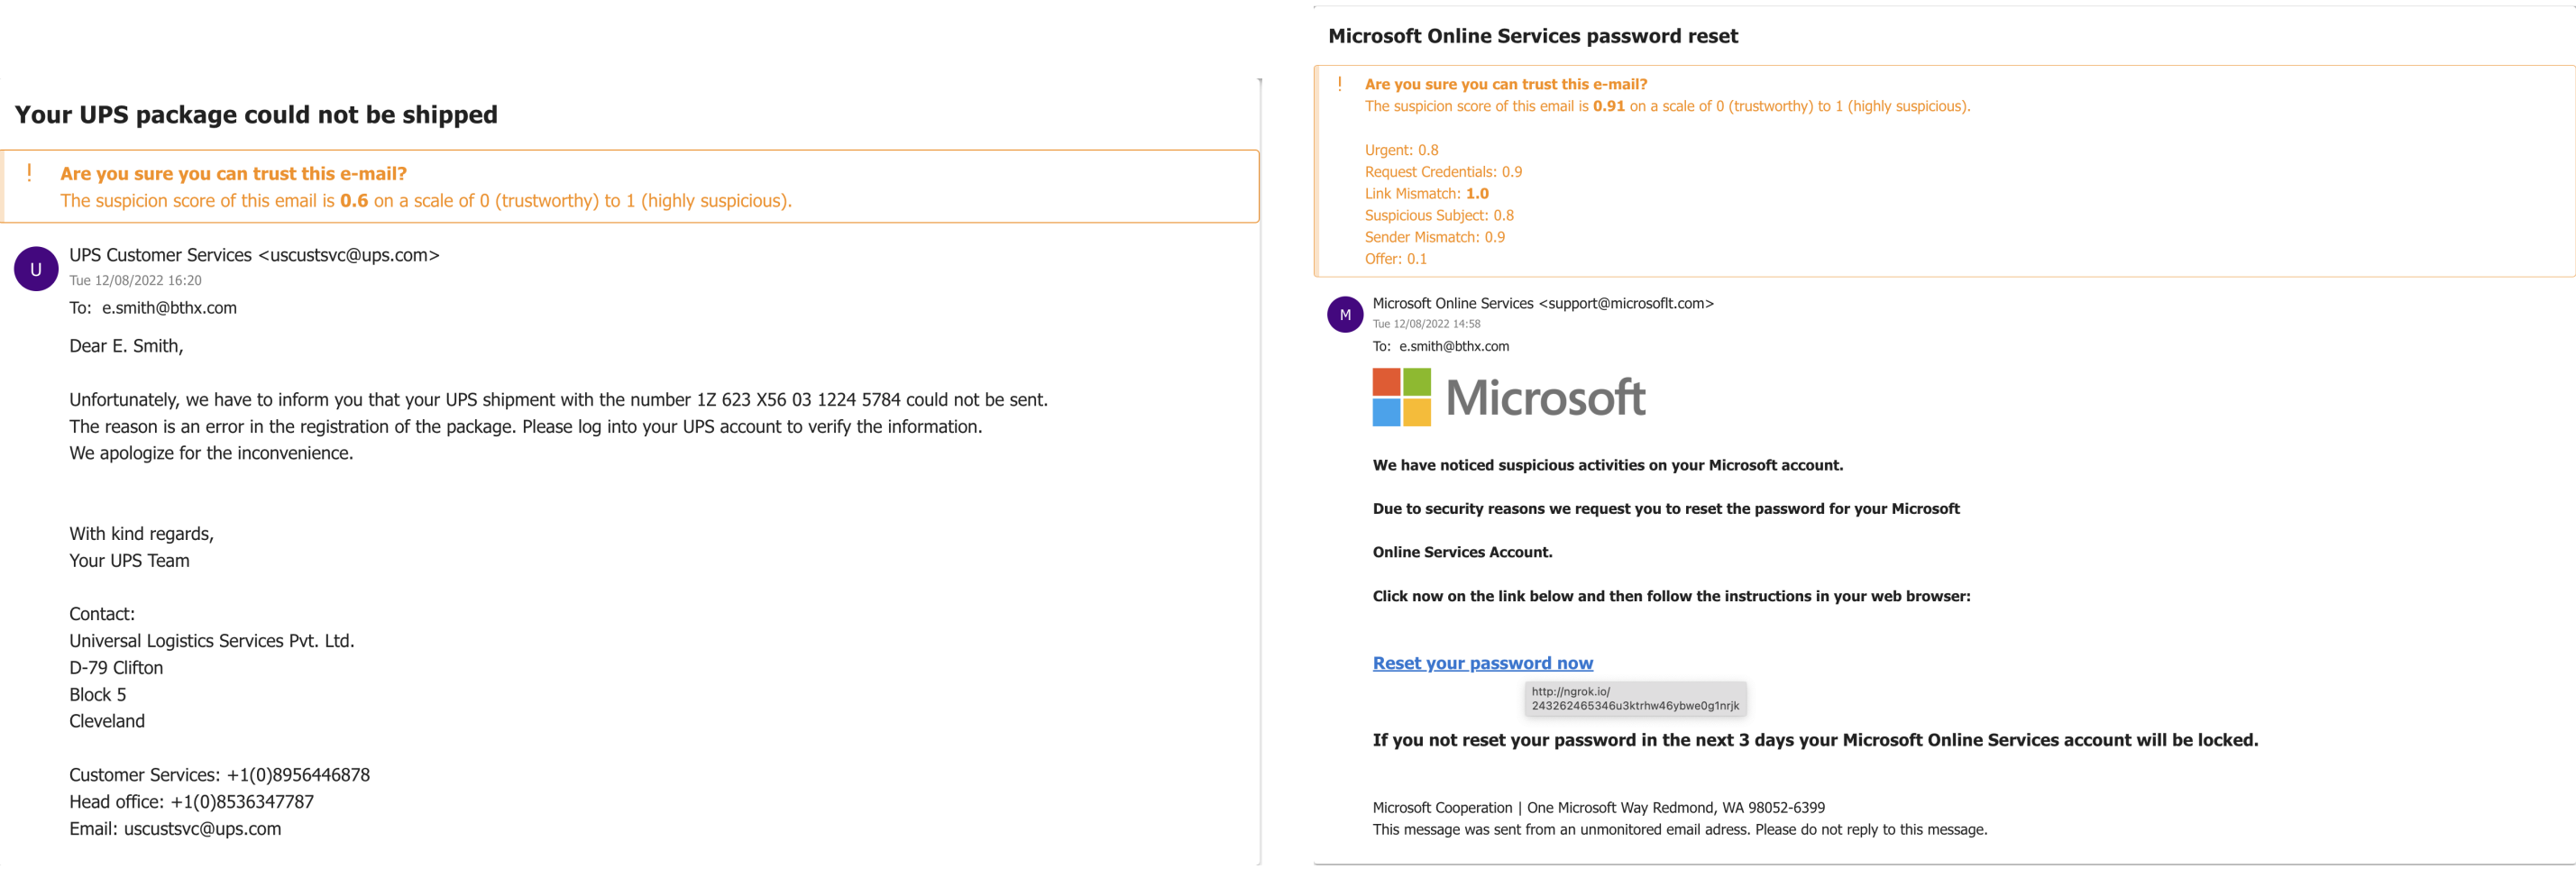 Your UPS package could not be shipped
! Are you sure you can trust this e-mail?
The suspicion score of this email is 0.6 on a scale of 0 (trustworthy) to 1 (highly suspicious).
U
UPS Customer Services <uscustsvc@ups.com>
Tue 12/08/2022 16:20
To: e.smith@bthx.com
Dear E. Smith,
Unfortunately, we have to inform you that your UPS shipment with the number 1Z 623 X56 03 1224 5784 could not be sent.
The reason is an error in the registration of the package. Please log into your UPS account to verify the information.
We apologize for the inconvenience.
With kind regards,
Your UPS Team
Contact:
Universal Logistics Services Pvt. Ltd.
D-79 Clifton
Block 5
Cleveland
Customer Services: +1(0)8956446878
Head office: +1(0)8536347787
Email: uscustsvc@ups.com
Microsoft Online Services password reset
! Are you sure you can trust this e-mail?
The suspicion score of this email is 0.91 on a scale of 0 (trustworthy) to 1 (highly suspicious).
Urgent: 0.8
Request Credentials: 0.9
Link Mismatch: 1.0
Suspicious Subject: 0.8
Sender Mismatch: 0.9
Offer: 0.1
M
Microsoft Online Services <support@microsoflt.com>
Tue 12/08/2022 14:58
To: e.smith@bthx.com
Microsoft
We have noticed suspicious activities on your Microsoft account.
Due to security reasons we request you to reset the password for your Microsoft
Online Services Account.
Click now on the link below and then follow the instructions in your web browser:
Reset your password now
http://ngrok.io/
243262465346u3ktrhw46ybwe0g1nrjk
If you not reset your password in the next 3 days your Microsoft Online Services account will be locked.
Microsoft Cooperation | One Microsoft Way Redmond, WA 98052-6399
This message was sent from an unmonitored email adress. Please do not reply to this message.